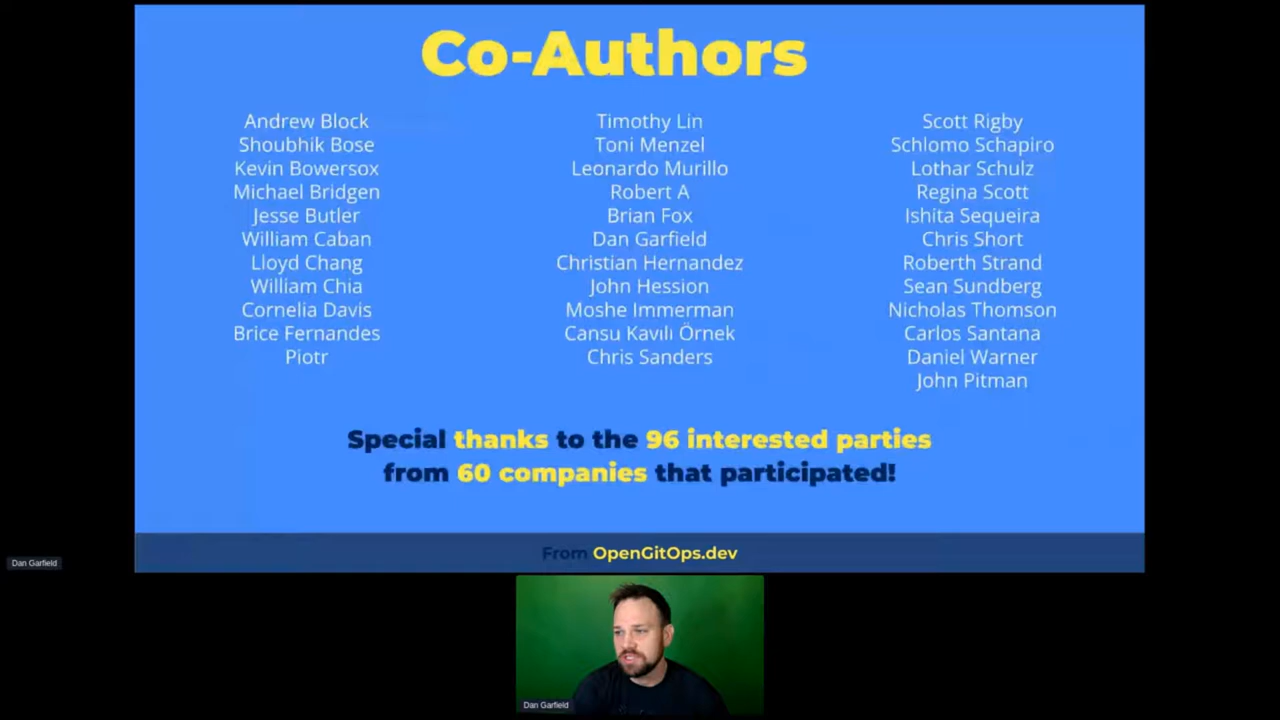 Co-Authors
Andrew Block
Shoubhik Bose
Kevin Bowersox
Michael Bridgen
Jesse Butler
William Caban
Lloyd Chang
William Chia
Cornelia Davis
Brice Fernandes
Piotr
Timothy Lin
Toni Menzel
Leonardo Murillo
Robert A
Brian Fox
Dan Garfield
Christian Hernandez
John Hession
Moshe Immerman
Cansu Kavılı Örnek
Chris Sanders
Scott Rigby
Schlomo Schapiro
Lothar Schulz
Regina Scott
Ishita Sequeira
Chris Short
Roberth Strand
Sean Sundberg
Nicholas Thomson
Carlos Santana
Daniel Warner
John Pitman
Special thanks to the 96 interested parties
from 60 companies that participated!
From OpenGitOps.dev
Dan Garfield
Dan Garfield